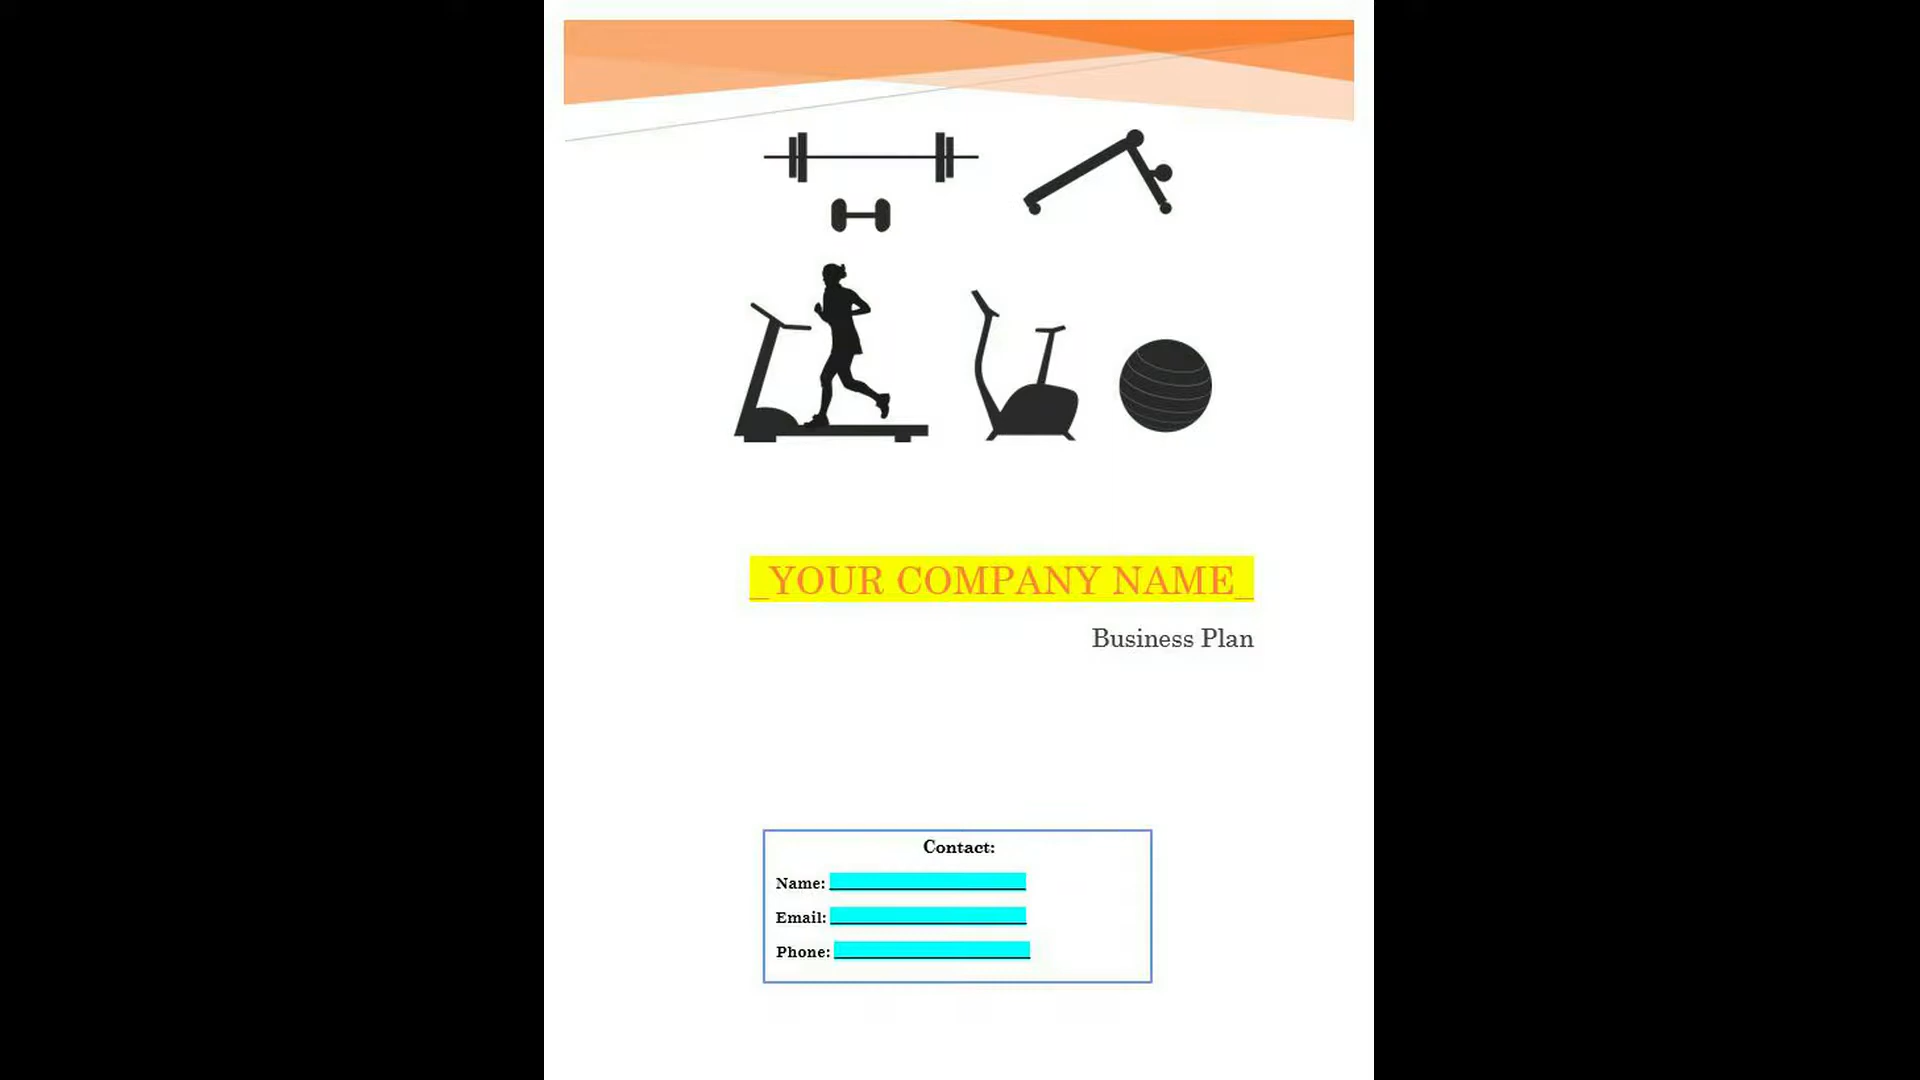 _YOUR COMPANY NAME_
Business Plan
Contact:
Name:
Email:
Phone: